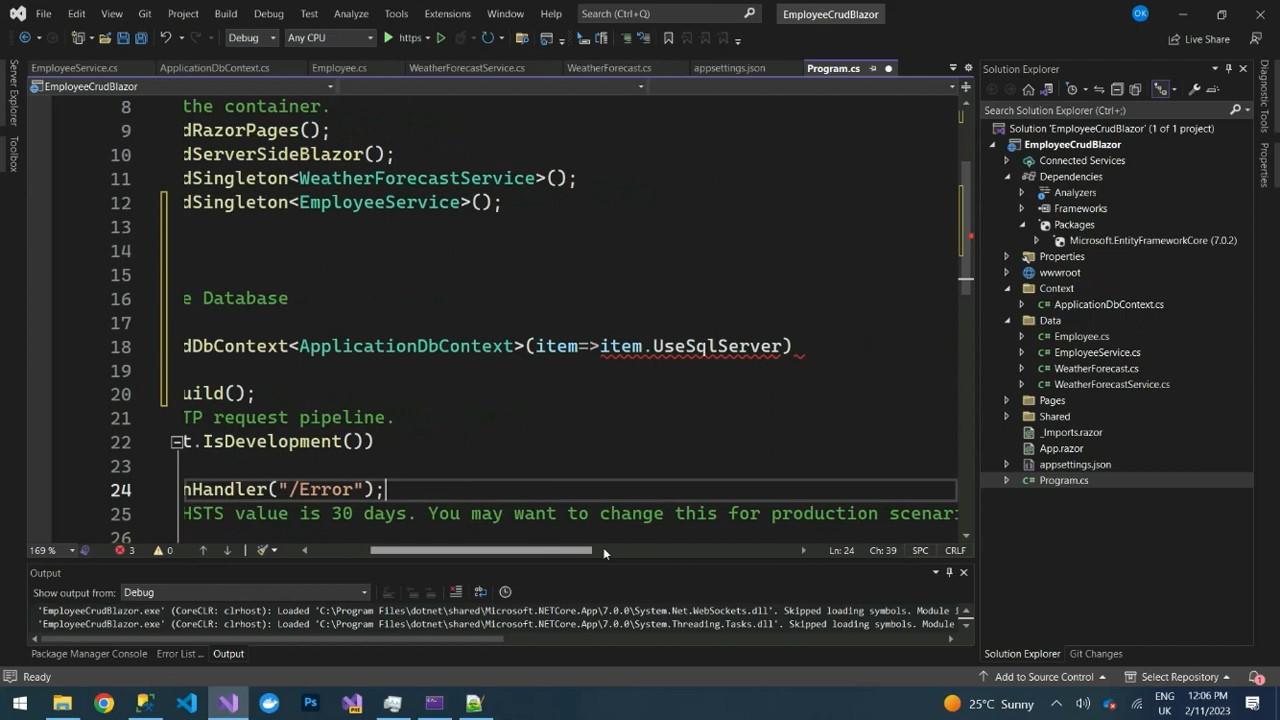 File Edit View Git Project Build Debug Test Analyze Tools Extensions Window Help Search (Ctrl+Q) EmployeeCrudBlazor OK
Debug Any CPU https Live Share
EmployeeService.cs ApplicationDbContext.cs Employee.cs WeatherForecastService.cs WeatherForecast.cs appsettings.json Program.cs
EmployeeCrudBlazor
8 the container.
9 dRazorPages();
10 dServerSideBlazor();
11 dSingleton<WeatherForecastService>();
12 dSingleton<EmployeeService>();
13
14
15
16 e Database
17
18 dDbContext<ApplicationDbContext>(item=>item.UseSqlServer)
19
20 uild();
21 TP request pipeline.
22 t.IsDevelopment())
23
24 nHandler("/Error");
25 HSTS value is 30 days. You may want to change this for production scenari
26
169 % 3 0 Ln: 24 Ch: 39 SPC CRLF
Output
Show output from: Debug
'EmployeeCrudBlazor.exe' (CoreCLR: clrhost): Loaded 'C:\Program Files\dotnet\shared\Microsoft.NETCore.App\7.0.0\System.Net.WebSockets.dll'. Skipped loading symbols. Module i
'EmployeeCrudBlazor.exe' (CoreCLR: clrhost): Loaded 'C:\Program Files\dotnet\shared\Microsoft.NETCore.App\7.0.0\System.Threading.Tasks.dll'. Skipped loading symbols. Module
Package Manager Console Error List ... Output
Server Explorer
Toolbox
Solution Explorer
Search Solution Explorer (Ctrl+;)
Solution 'EmployeeCrudBlazor' (1 of 1 project)
EmployeeCrudBlazor
Connected Services
Dependencies
Analyzers
Frameworks
Packages
Microsoft.EntityFrameworkCore (7.0.2)
Properties
wwwroot
Context
ApplicationDbContext.cs
Data
Employee.cs
EmployeeService.cs
WeatherForecast.cs
WeatherForecastService.cs
Pages
Shared
_Imports.razor
App.razor
appsettings.json
Program.cs
Solution Explorer Git Changes
Diagnostic Tools
Properties
Ready Add to Source Control Select Repository 1
25°C Sunny ENG UK 12:06 PM 2/11/2023